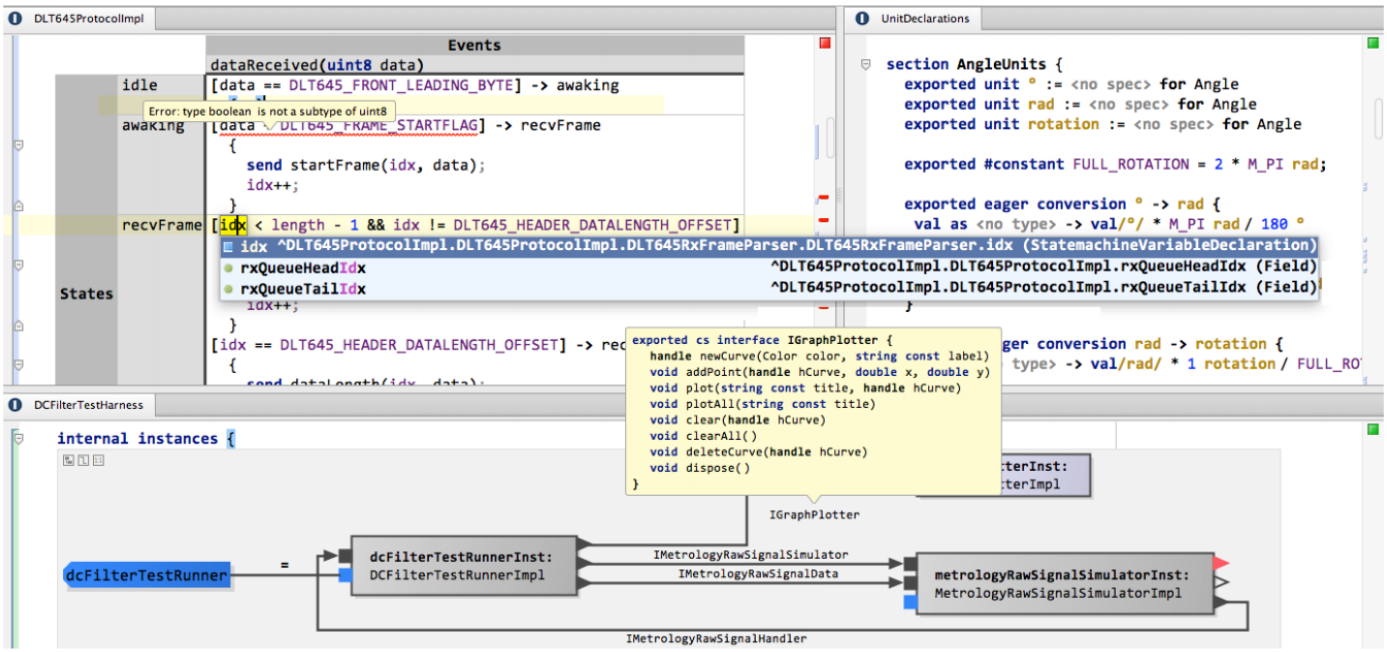 DLT645ProtocolImpl
Events
dataReceived(uint8 data)
idle [data == DLT645_FRONT_LEADING_BYTE] -> awaking
Error: type boolean is not a subtype of uint8
awaking [data DLT645_FRAME_STARTFLAG] -> recvFrame
{
send startFrame(idx, data);
idx++;
}
recvFrame [idx < length - 1 && idx != DLT645_HEADER_DATALENGTH_OFFSET]
idx ^DLT645ProtocolImpl.DLT645ProtocolImpl.DLT645RxFrameParser.DLT645RxFrameParser.idx (StatemachineVariableDeclaration)
rxQueueHeadIdx ^DLT645ProtocolImpl.DLT645ProtocolImpl.rxQueueHeadIdx (Field)
rxQueueTailIdx ^DLT645ProtocolImpl.DLT645ProtocolImpl.rxQueueTailIdx (Field)
States
idx++;
}
[idx == DLT645_HEADER_DATALENGTH_OFFSET] -> rec
{
send dataLength(idx, data);
UnitDeclarations
section AngleUnits {
exported unit ° := <no spec> for Angle
exported unit rad := <no spec> for Angle
exported unit rotation := <no spec> for Angle
exported #constant FULL_ROTATION = 2 * M_PI rad;
exported eager conversion ° -> rad {
val as <no type> -> val/°/ * M_PI rad / 180 °
}
ger conversion rad -> rotation {
type> -> val/rad/ * 1 rotation / FULL_RO
exported cs interface IGraphPlotter {
handle newCurve(Color color, string const label)
void addPoint(handle hCurve, double x, double y)
void plot(string const title, handle hCurve)
void plotAll(string const title)
void clear(handle hCurve)
void clearAll()
void deleteCurve(handle hCurve)
void dispose()
}
DCFilterTestHarness
internal instances {
tterInst:
tterImpl
IGraphPlotter
dcFilterTestRunner
=
dcFilterTestRunnerInst:
DCFilterTestRunnerImpl
IMetrologyRawSignalSimulator
IMetrologyRawSignalData
metrologyRawSignalSimulatorInst:
MetrologyRawSignalSimulatorImpl
IMetrologyRawSignalHandler